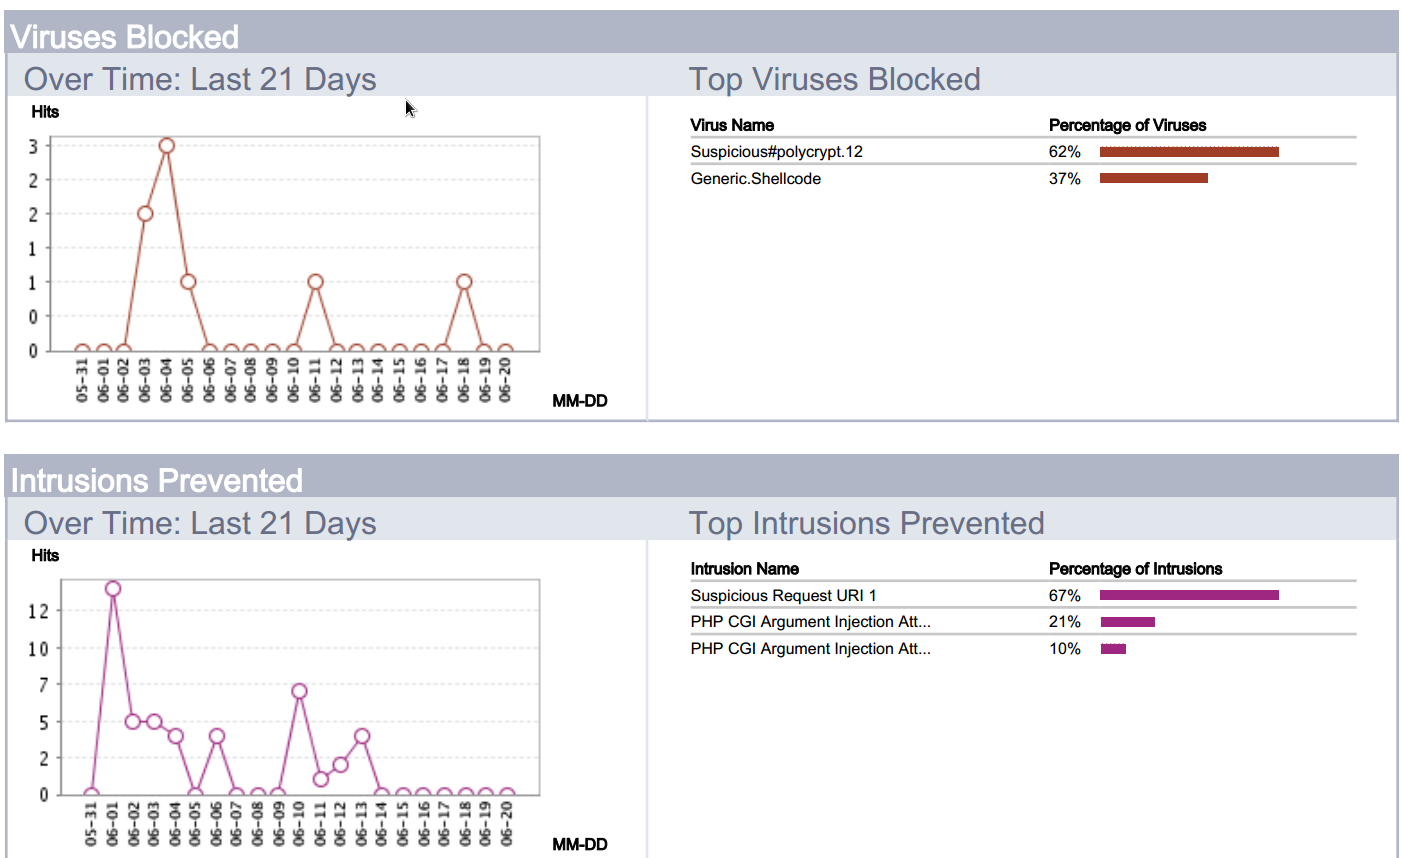 Viruses Blocked
Over Time: Last 21 Days
Hits
3
2
2
1
1
0
0
05-31 06-01 06-02 06-03 06-04 06-05 06-06 06-07 06-08 06-09 06-10 06-11 06-12 06-13 06-14 06-15 06-16 06-17 06-18 06-19 06-20
MM-DD
Top Viruses Blocked
Virus Name Percentage of Viruses
Suspicious#polycrypt.12 62%
Generic.Shellcode 37%
Intrusions Prevented
Over Time: Last 21 Days
Hits
12
10
7
5
2
0
05-31 06-01 06-02 06-03 06-04 06-05 06-06 06-07 06-08 06-09 06-10 06-11 06-12 06-13 06-14 06-15 06-16 06-17 06-18 06-19 06-20
MM-DD
Top Intrusions Prevented
Intrusion Name Percentage of Intrusions
Suspicious Request URI 1 67%
PHP CGI Argument Injection Att... 21%
PHP CGI Argument Injection Att... 10%